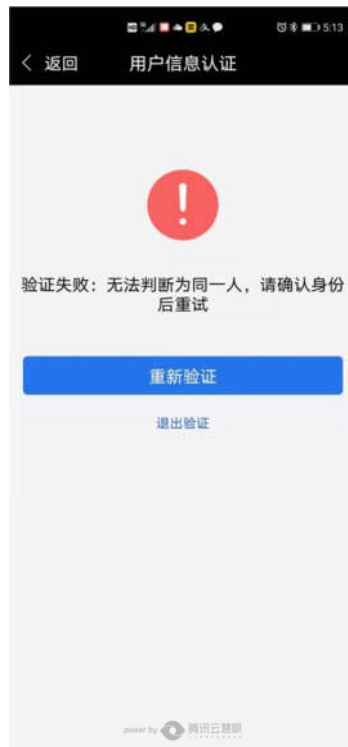 5:13
返回 用户信息认证
验证失败：无法判断为同一人，请确认身份
后重试
重新验证
退出验证
power by 腾讯云慧眼